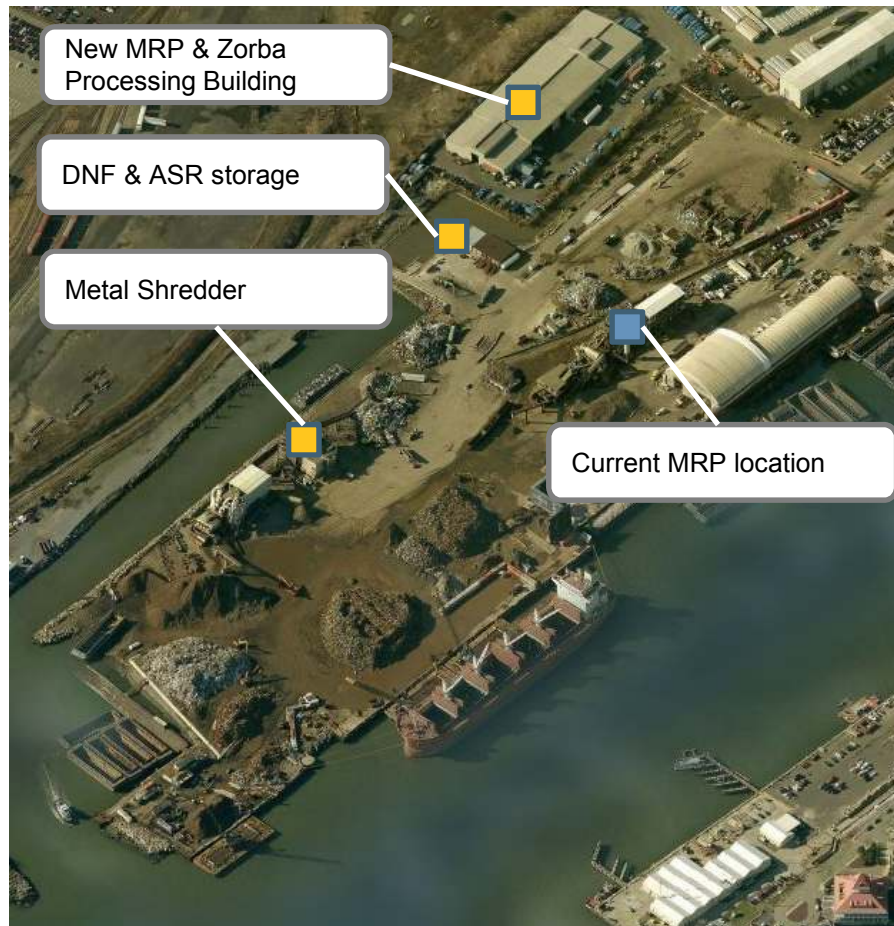 New MRP & Zorba
Processing Building
DNF & ASR storage
Metal Shredder
Current MRP location